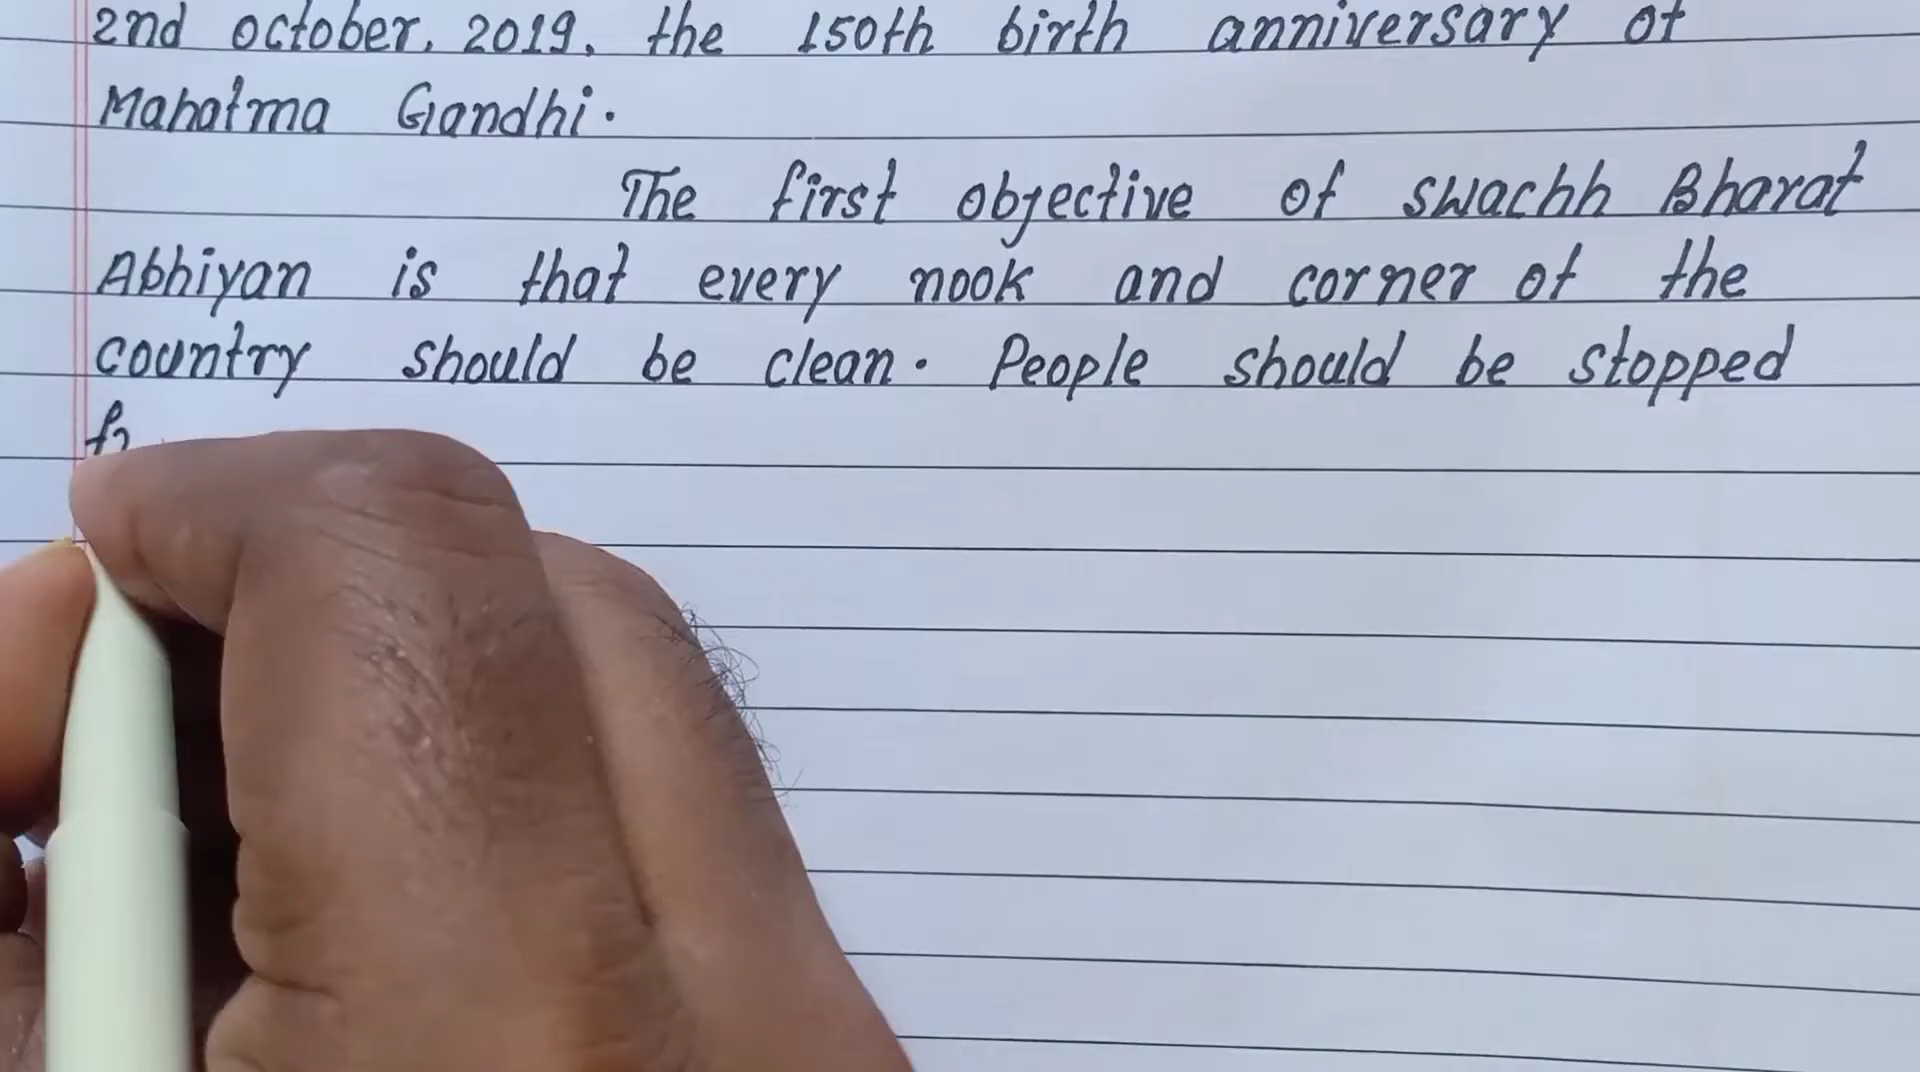 2nd october, 2019, the 150th birth anniversary of
Mahatma Gandhi.
The first objective of swachh Bharat
Abhiyan is that every nook and corner of the
country should be clean. People should be stopped